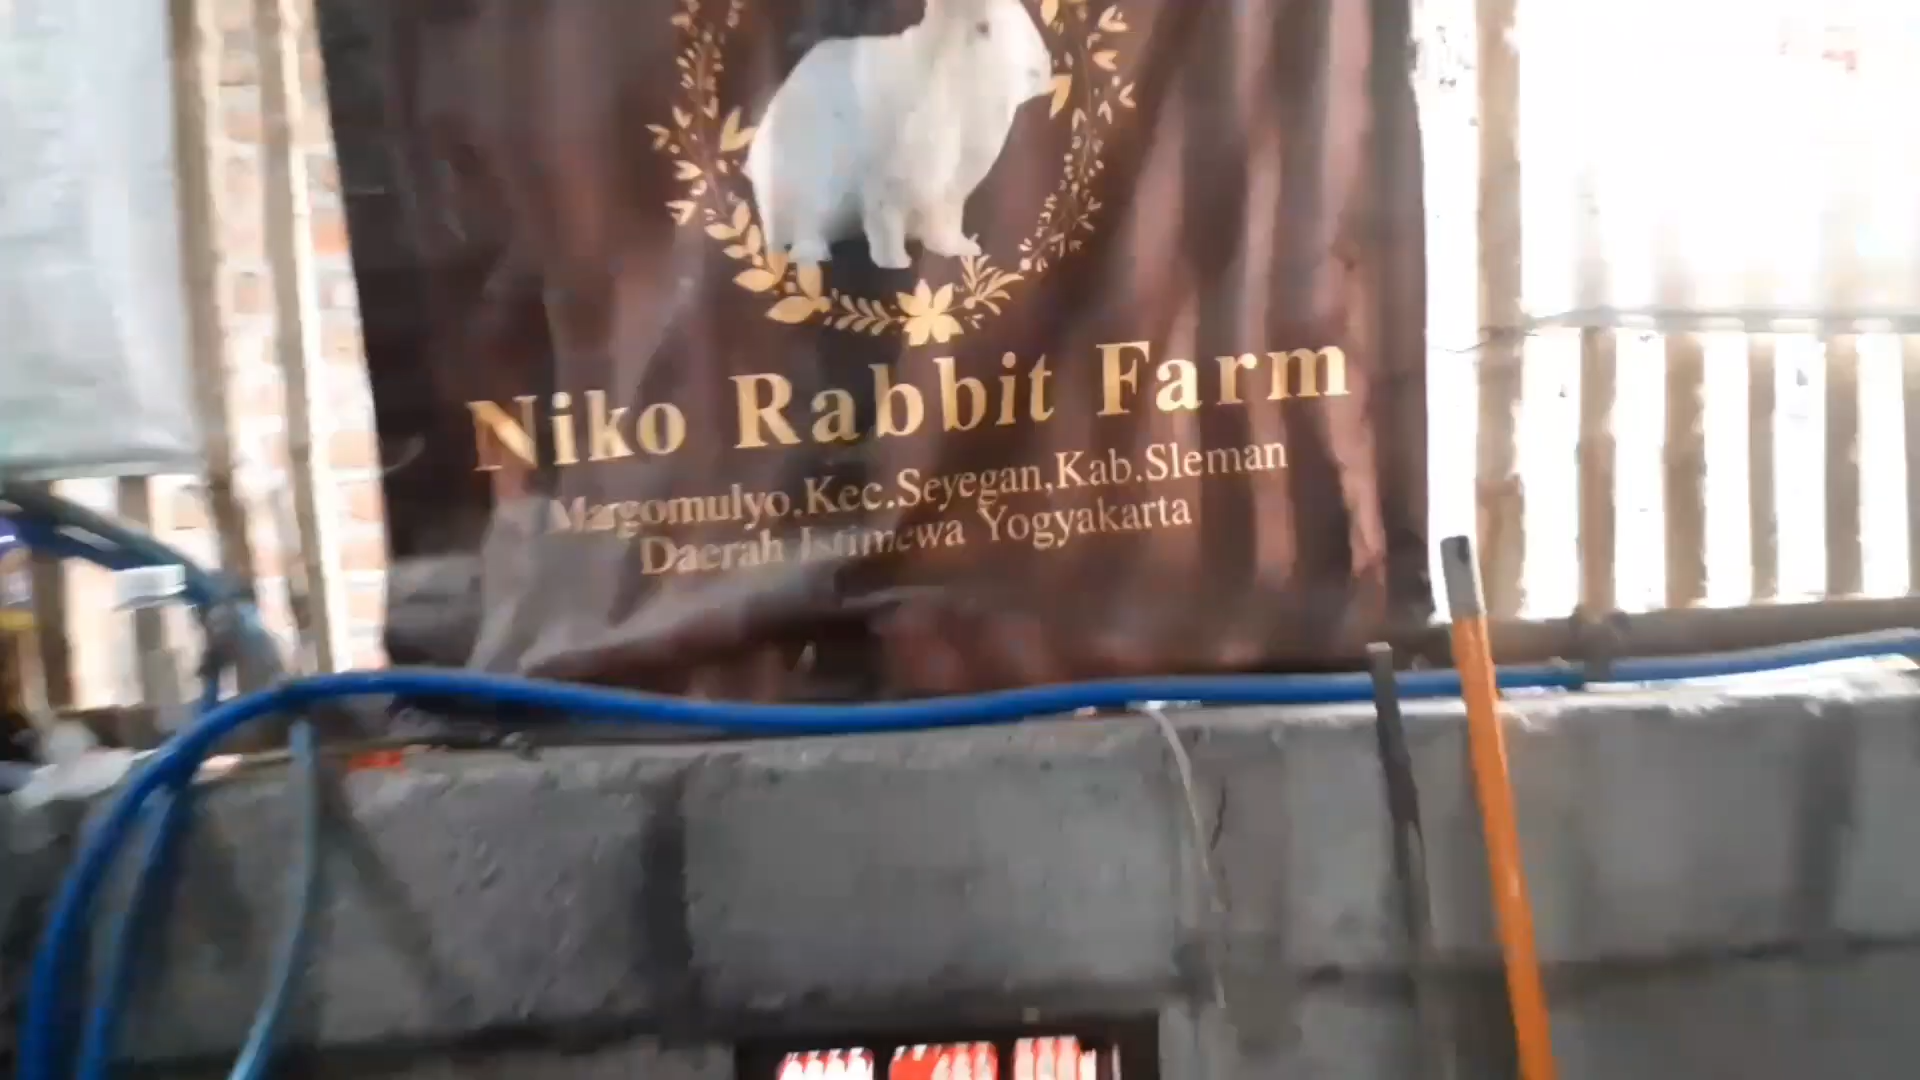 Niko Rabbit Farm
Margomulyo.Kec.Seyegan,Kab.Sleman
Daerah Istimewa Yogyakarta